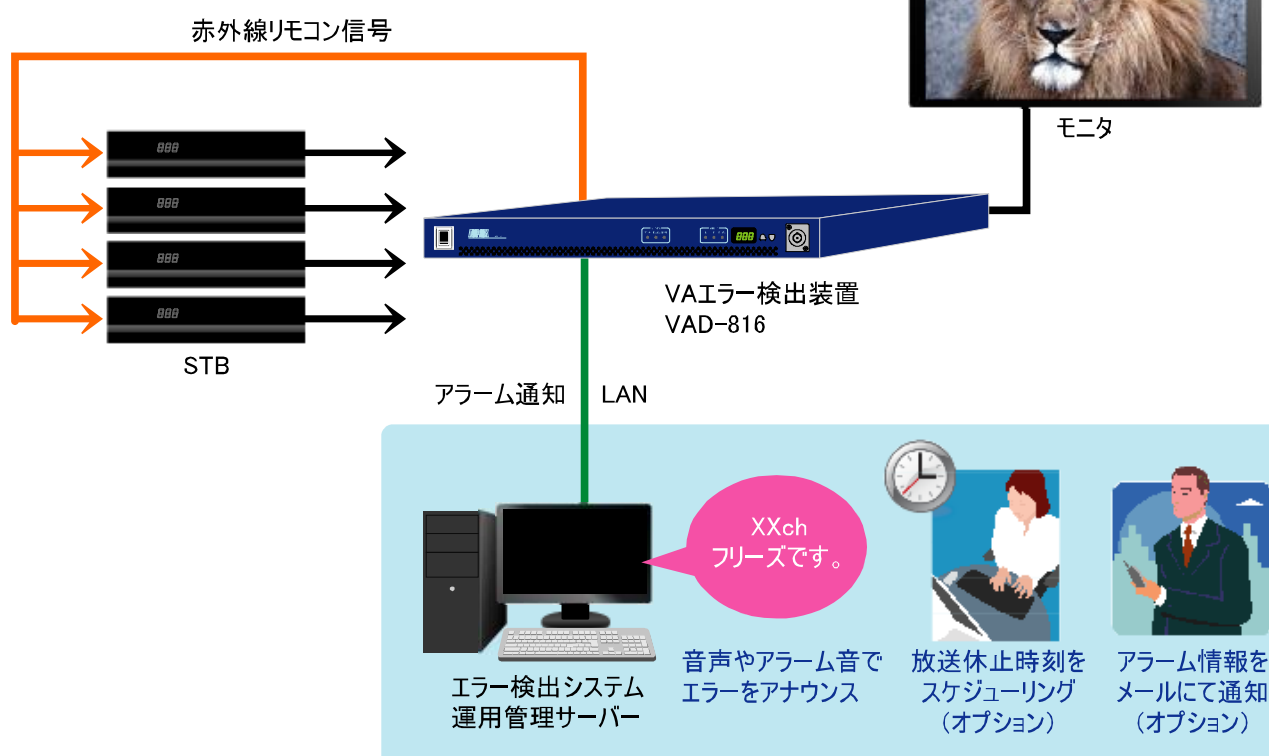 赤外線リモコン信号
モニタ
VAエラー検出装置
VAD-816
STB
アラーム通知
LAN
XXch
フリーズです。
エラー検出システム
運用管理サーバー
音声やアラーム音で
エラーをアナウンス
放送休止時刻を
スケジューリング
(オプション)
アラーム情報を
メールにて通知
(オプション)